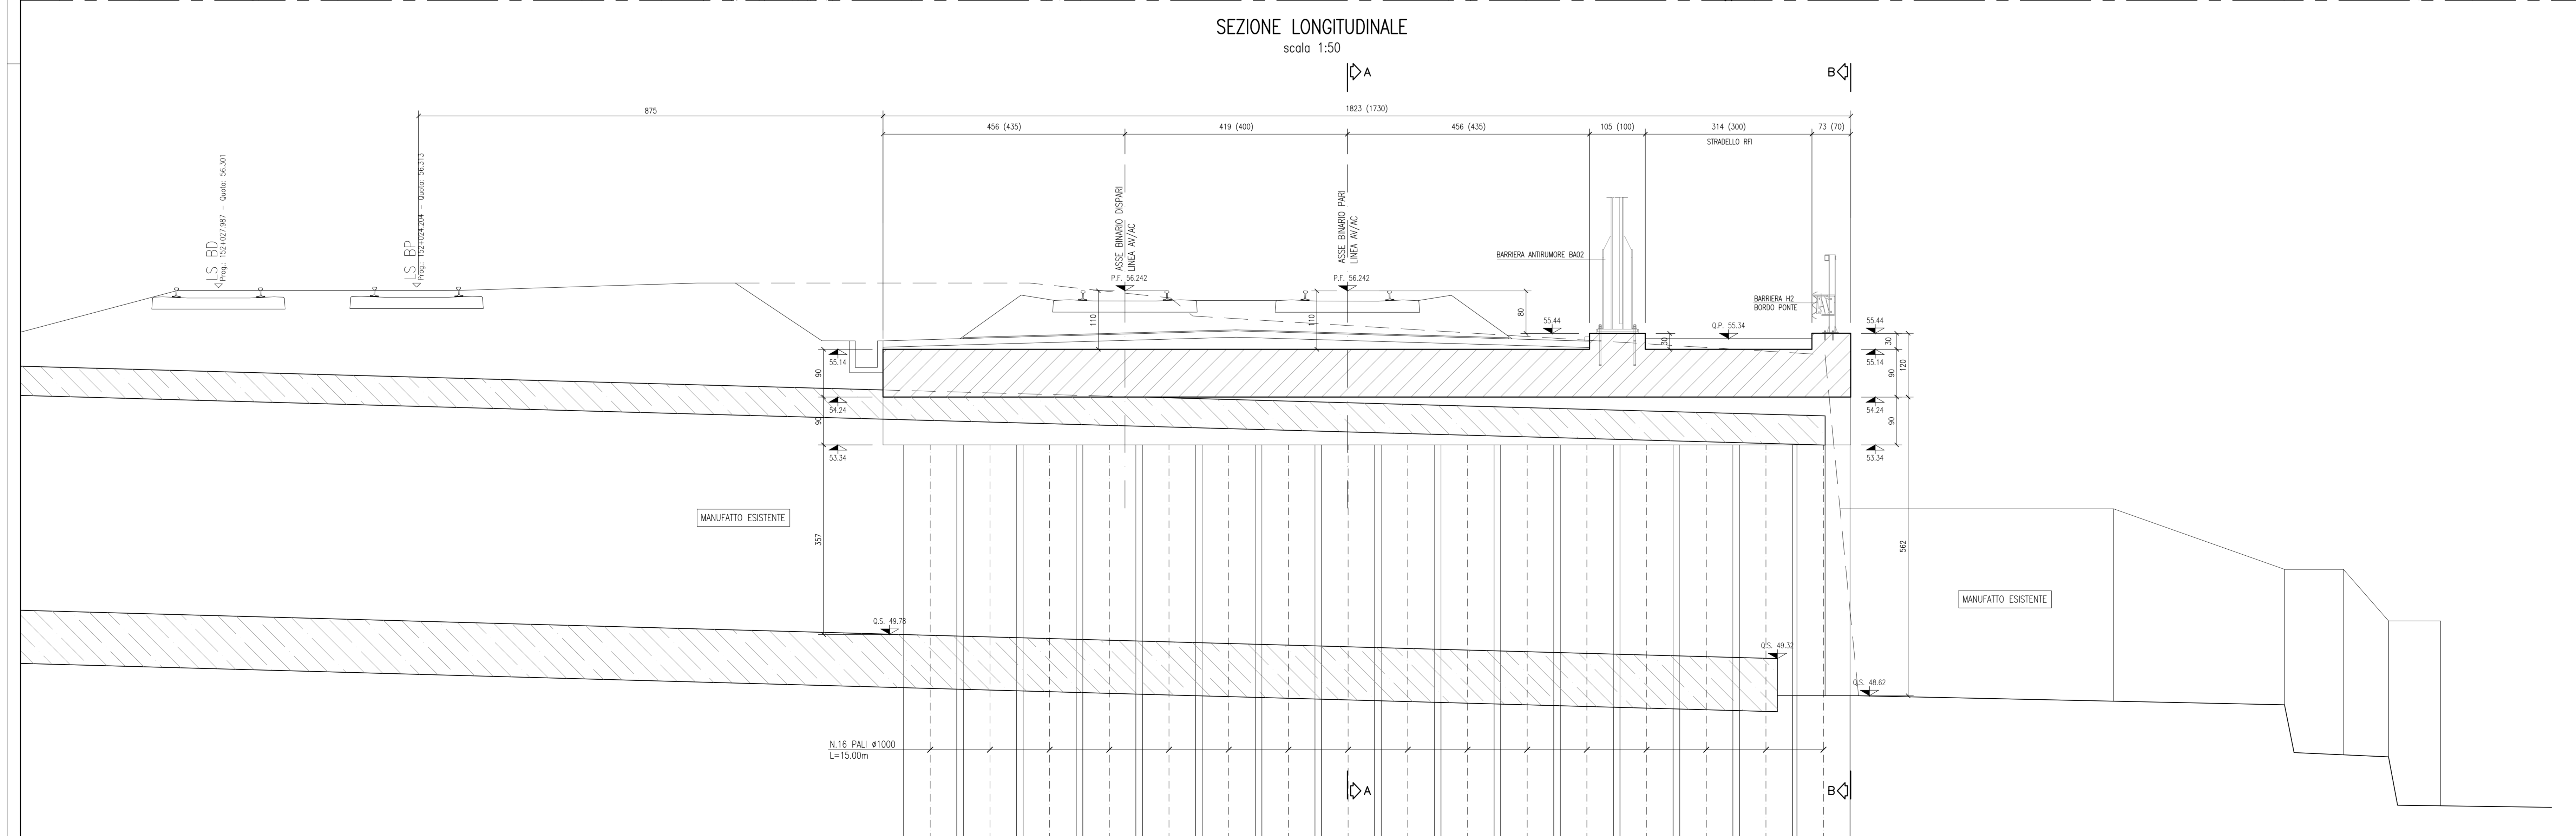 SEZIONE LONGITUDINALE
scala 1:50
A
B
875
1823 (1730)
456 (435)
419 (400)
456 (435)
105 (100)
314 (300)
73 (70)
STRADELLO RFI
LS BD
Prog.: 152+027.987 - Quota: 56.301
LS BP
Prog.: 152+024.204 - Quota: 56.313
ASSE BINARIO DISPARI
LINEA AV/AC
P.F. 56.242
ASSE BINARIO PARI
LINEA AV/AC
P.F. 56.242
BARRIERA ANTIRUMORE BA02
BARRIERA H2
BORDO PONTE
110
110
80
55.44
30
Q.P. 55.34
55.44
55.14
55.14
30
120
90
90
54.24
54.24
90
90
53.34
53.34
MANUFATTO ESISTENTE
357
562
MANUFATTO ESISTENTE
Q.S. 49.78
Q.S. 49.32
Q.S. 48.62
N.16 PALI ø1000
L=15.00m
A
B